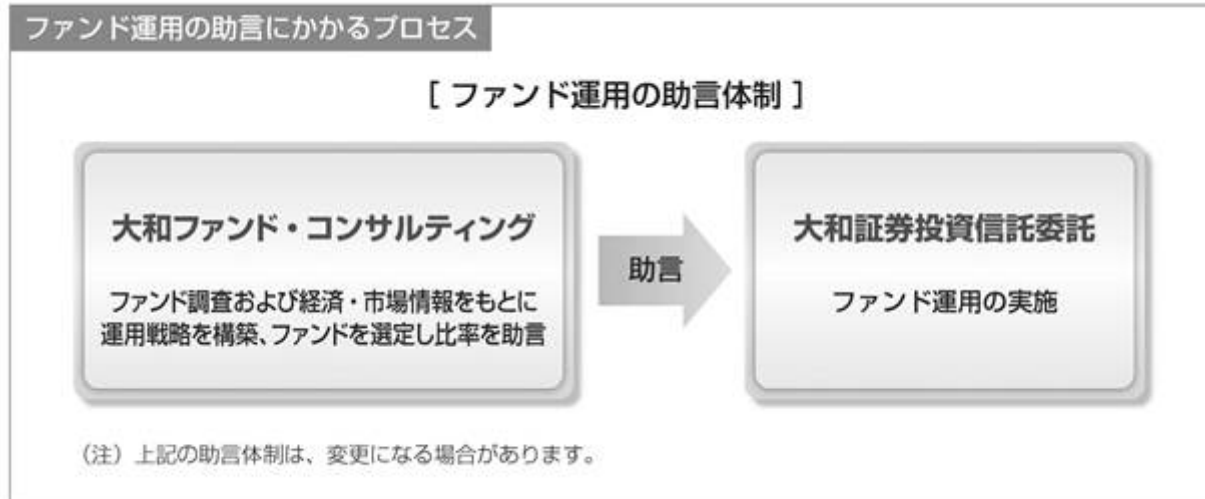 ファンド運用の助言にかかるプロセス
[ ファンド運用の助言体制 ]
大和ファンド・コンサルティング
ファンド調査および経済・市場情報をもとに
運用戦略を構築、ファンドを選定し比率を助言
助言
大和証券投資信託委託
ファンド運用の実施
（注）上記の助言体制は、変更になる場合があります。